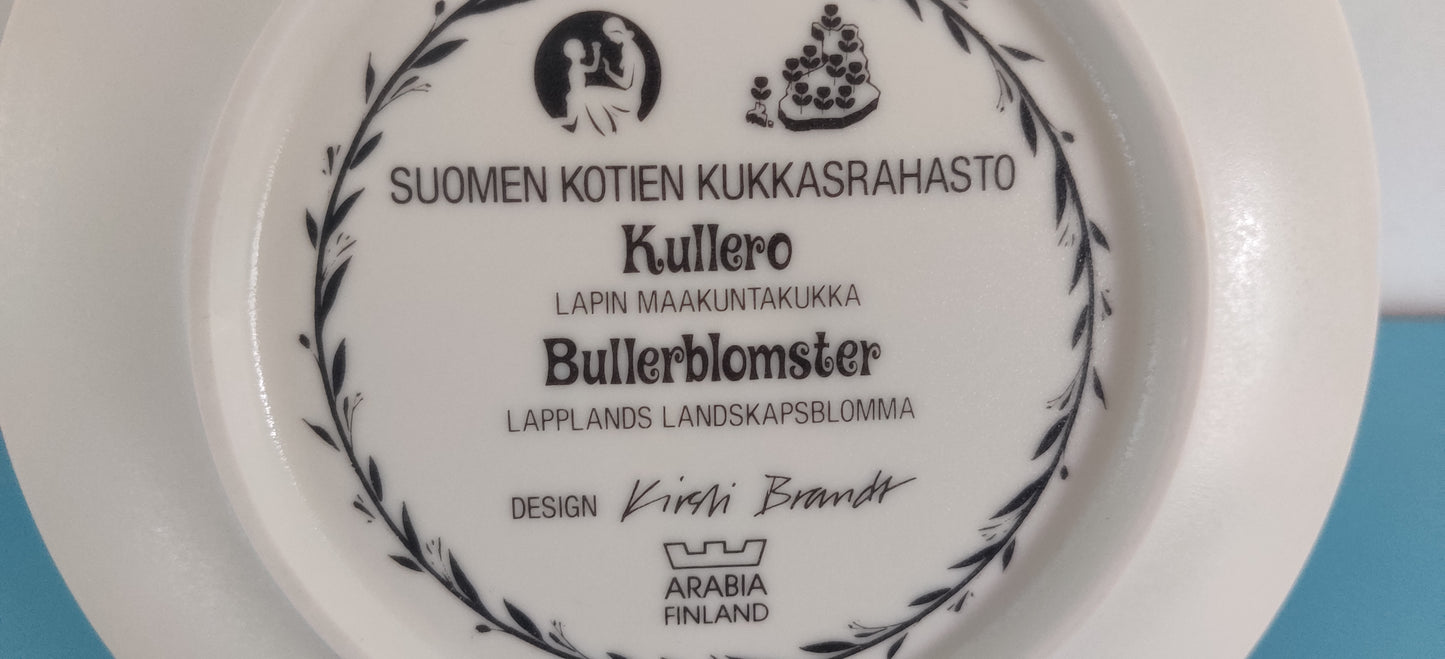 SUOMEN KOTIEN KUKKASRAHASTO
Kullero
LAPIN MAAKUNTAKUKKA
Bullerblomster
LAPPLANDS LANDSKAPSBLOMMA
DESIGN Kirsti Brandt
ARABIA
FINLAND